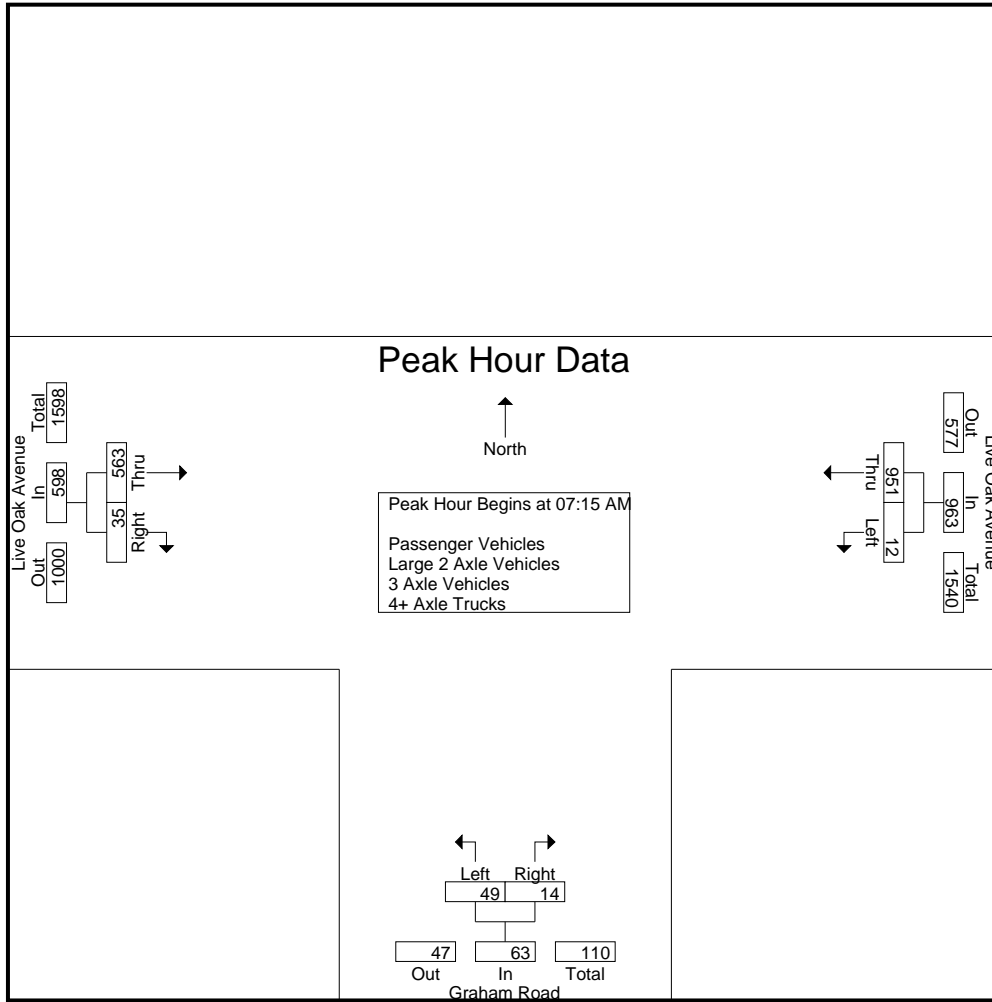 Peak Hour Data
North
Peak Hour Begins at 07:15 AM
Passenger Vehicles
Large 2 Axle Vehicles
3 Axle Vehicles
4+ Axle Trucks
Live Oak Avenue
Total
1598
In
598
Out
1000
563
Thru
35
Right
951
Thru
12
Left
Out
577
In
963
Total
1540
Live Oak Avenue
Left Right
49 14
47 63 110
Out In Total
Graham Road